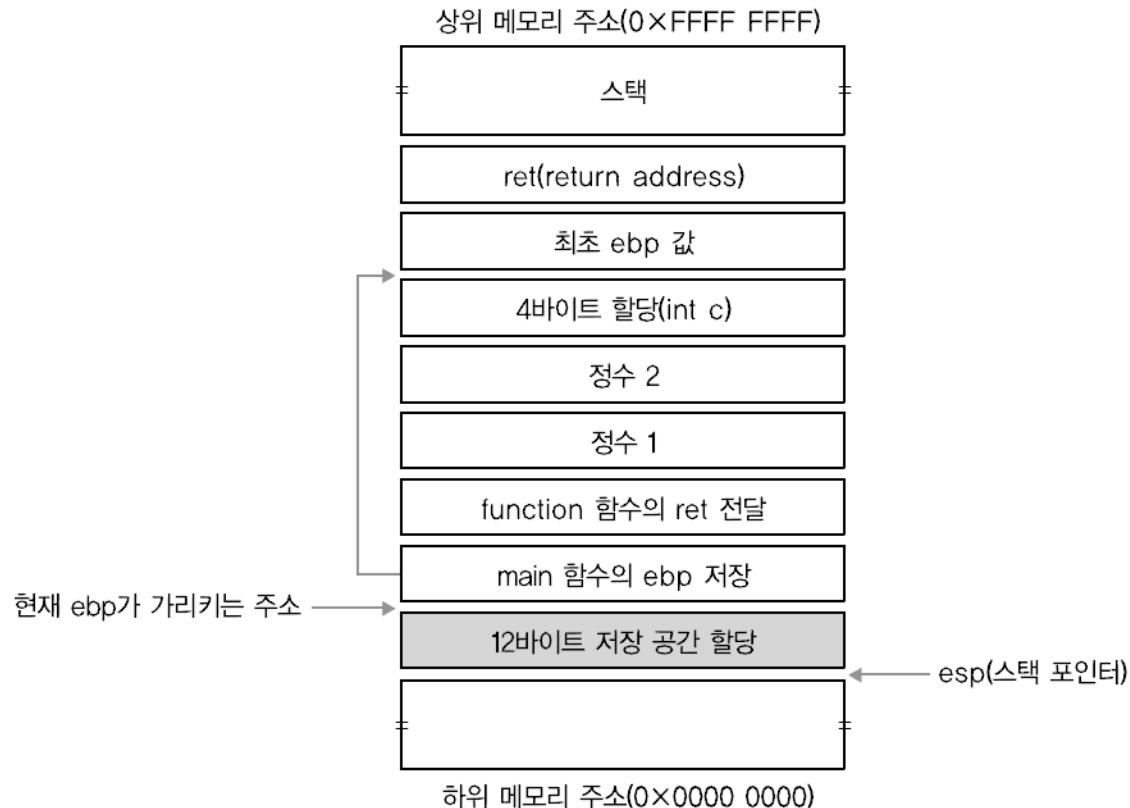 상위 메모리 주소(0×FFFF FFFF)
스택
ret(return address)
최초 ebp 값
4바이트 할당(int c)
정수 2
정수 1
function 함수의 ret 전달
main 함수의 ebp 저장
현재 ebp가 가리키는 주소
12바이트 저장 공간 할당
esp(스택 포인터)
하위 메모리 주소(0×0000 0000)